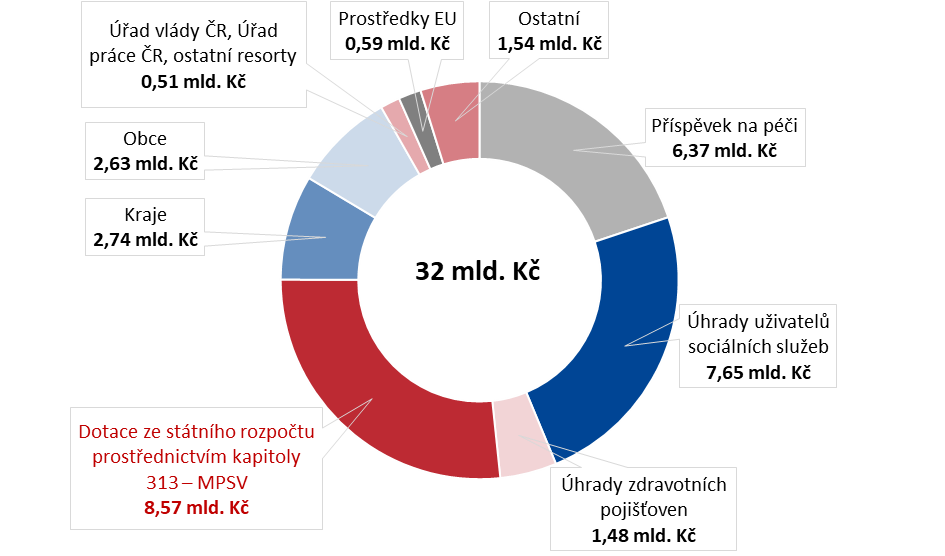 Úřad vlády ČR, Úřad
práce ČR, ostatní resorty
0,51 mld. Kč
Prostředky EU
0,59 mld. Kč
Ostatní
1,54 mld. Kč
Příspěvek na péči
6,37 mld. Kč
Obce
2,63 mld. Kč
Kraje
2,74 mld. Kč
32 mld. Kč
Úhrady uživatelů
sociálních služeb
7,65 mld. Kč
Dotace ze státního rozpočtu
prostřednictvím kapitoly
313 – MPSV
8,57 mld. Kč
Úhrady zdravotních
pojišťoven
1,48 mld. Kč